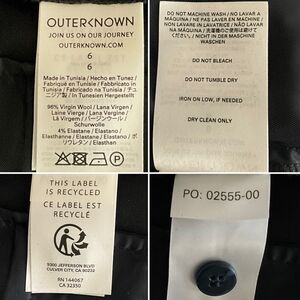 OUTERKNOWN
JOIN US ON OUR JOURNEY
OUTERKNOWN.COM
6
6
Made in Tunisia / Hecho en Tunez /
Fabriqué en Tunisie / Fabricado in
Tunisia / Fabricado em Tunisia / チュ
ニジア製 / In Tunesien Hergestellt
96% Virgin Wool / Lana Virgen /
Laine Vierge / Lana Vergine /
Lã Virgem / バージンウール /
Schurwolle
4% Elastane / Elastano /
Elasthanne / Elastane / Elastano / ポ
リウレタン / Elasthan
DO NOT MACHINE WASH / NO LAVAR A
MÁQUINA / NE PAS LAVER EN MACHINE /
NON LAVARE IN LAVATRICE / NÃO LAVAR
NA MÁQUINA / 洗濯機のご使用はお避け
ください / NICHT IN DER MASCHINE
WASCHEN
DO NOT BLEACH
DO NOT TUMBLE DRY
IRON ON LOW, IF NEEDED
DRY CLEAN ONLY
THIS LABEL
IS RECYCLED
CE LABEL EST
RECYCLÉ
5900 JEFFERSON BLVD
CULVER CITY, CA 90232
RN 144067
CA 32350
PO: 02555-00